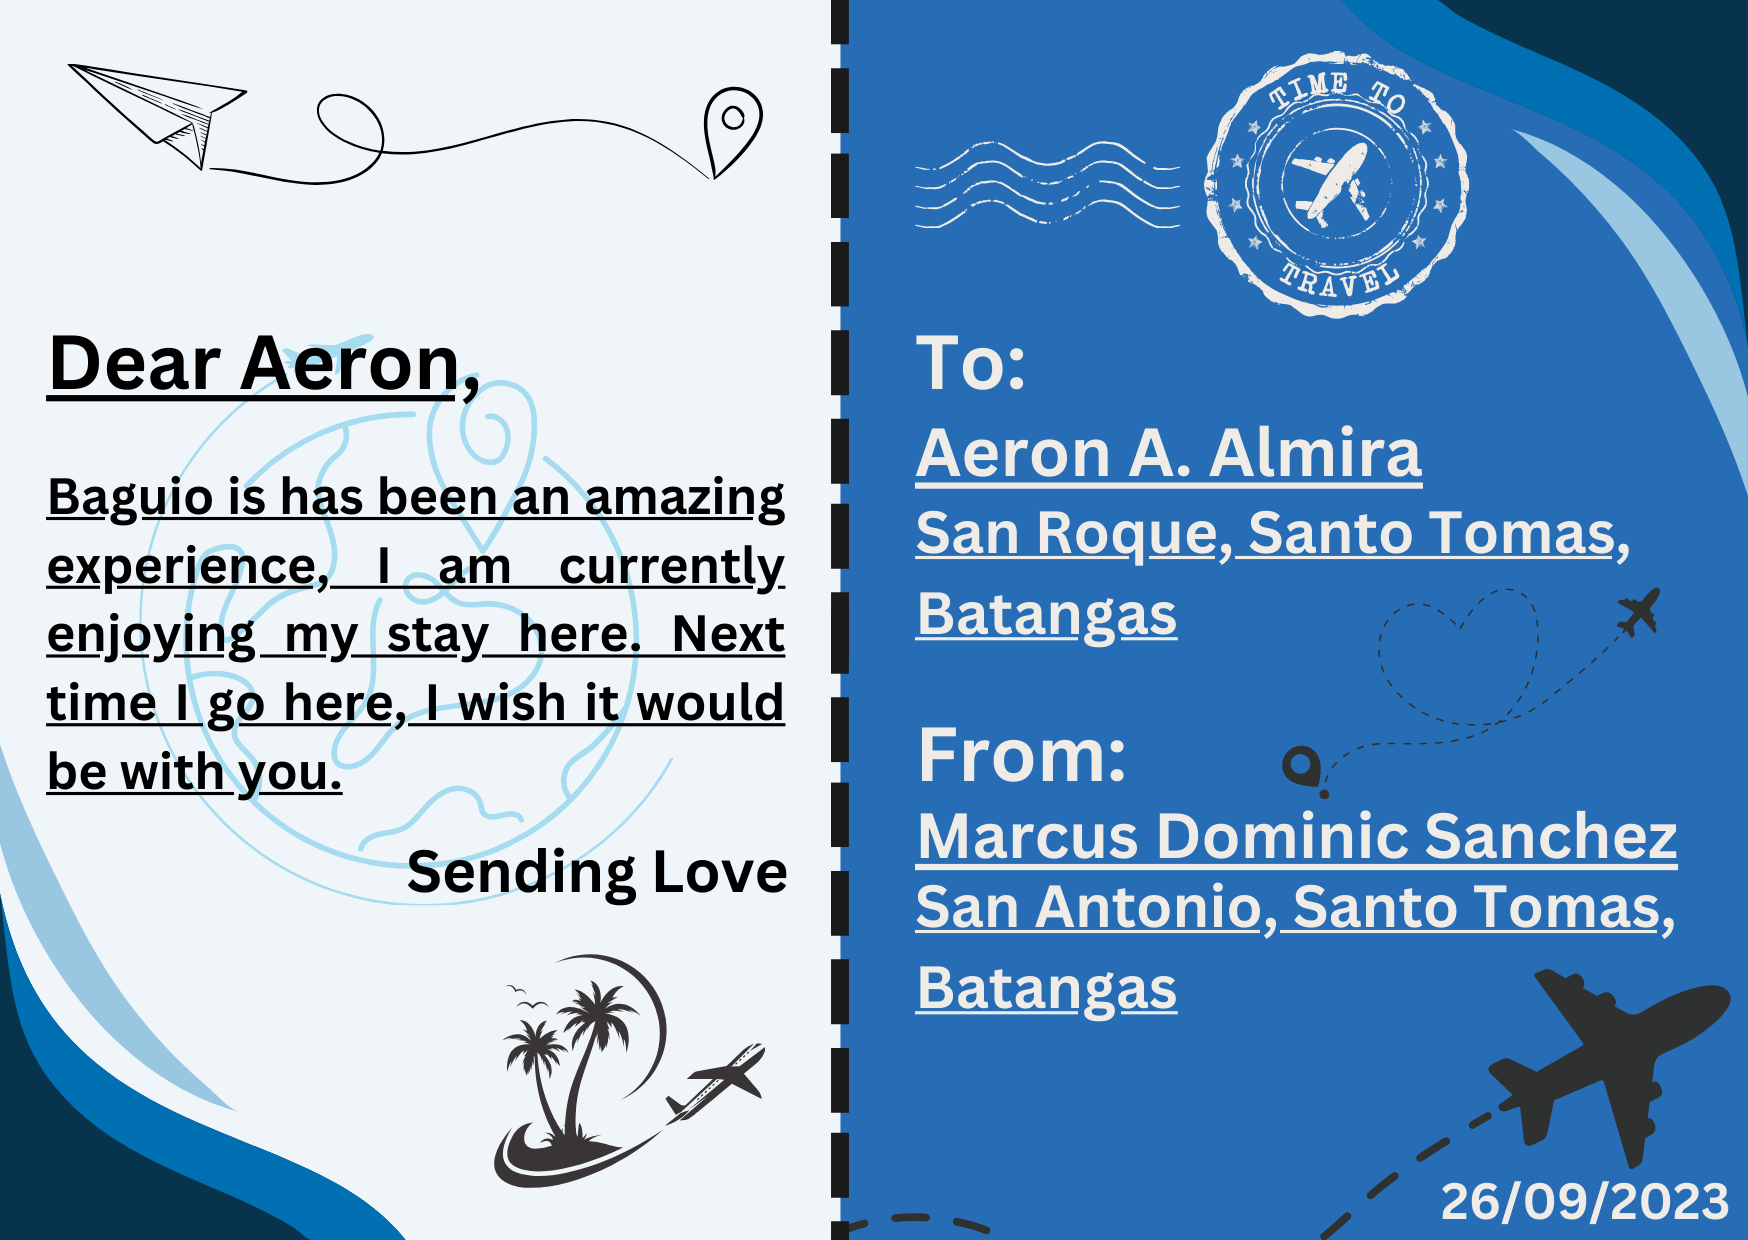 Dear Aeron,
Baguio is has been an amazing
experience, I am currently
enjoying my stay here. Next
time I go here, I wish it would
be with you.
Sending Love
TIME TO
TRAVEL
To:
Aeron A. Almira
San Roque, Santo Tomas,
Batangas
From:
Marcus Dominic Sanchez
San Antonio, Santo Tomas,
Batangas
26/09/2023